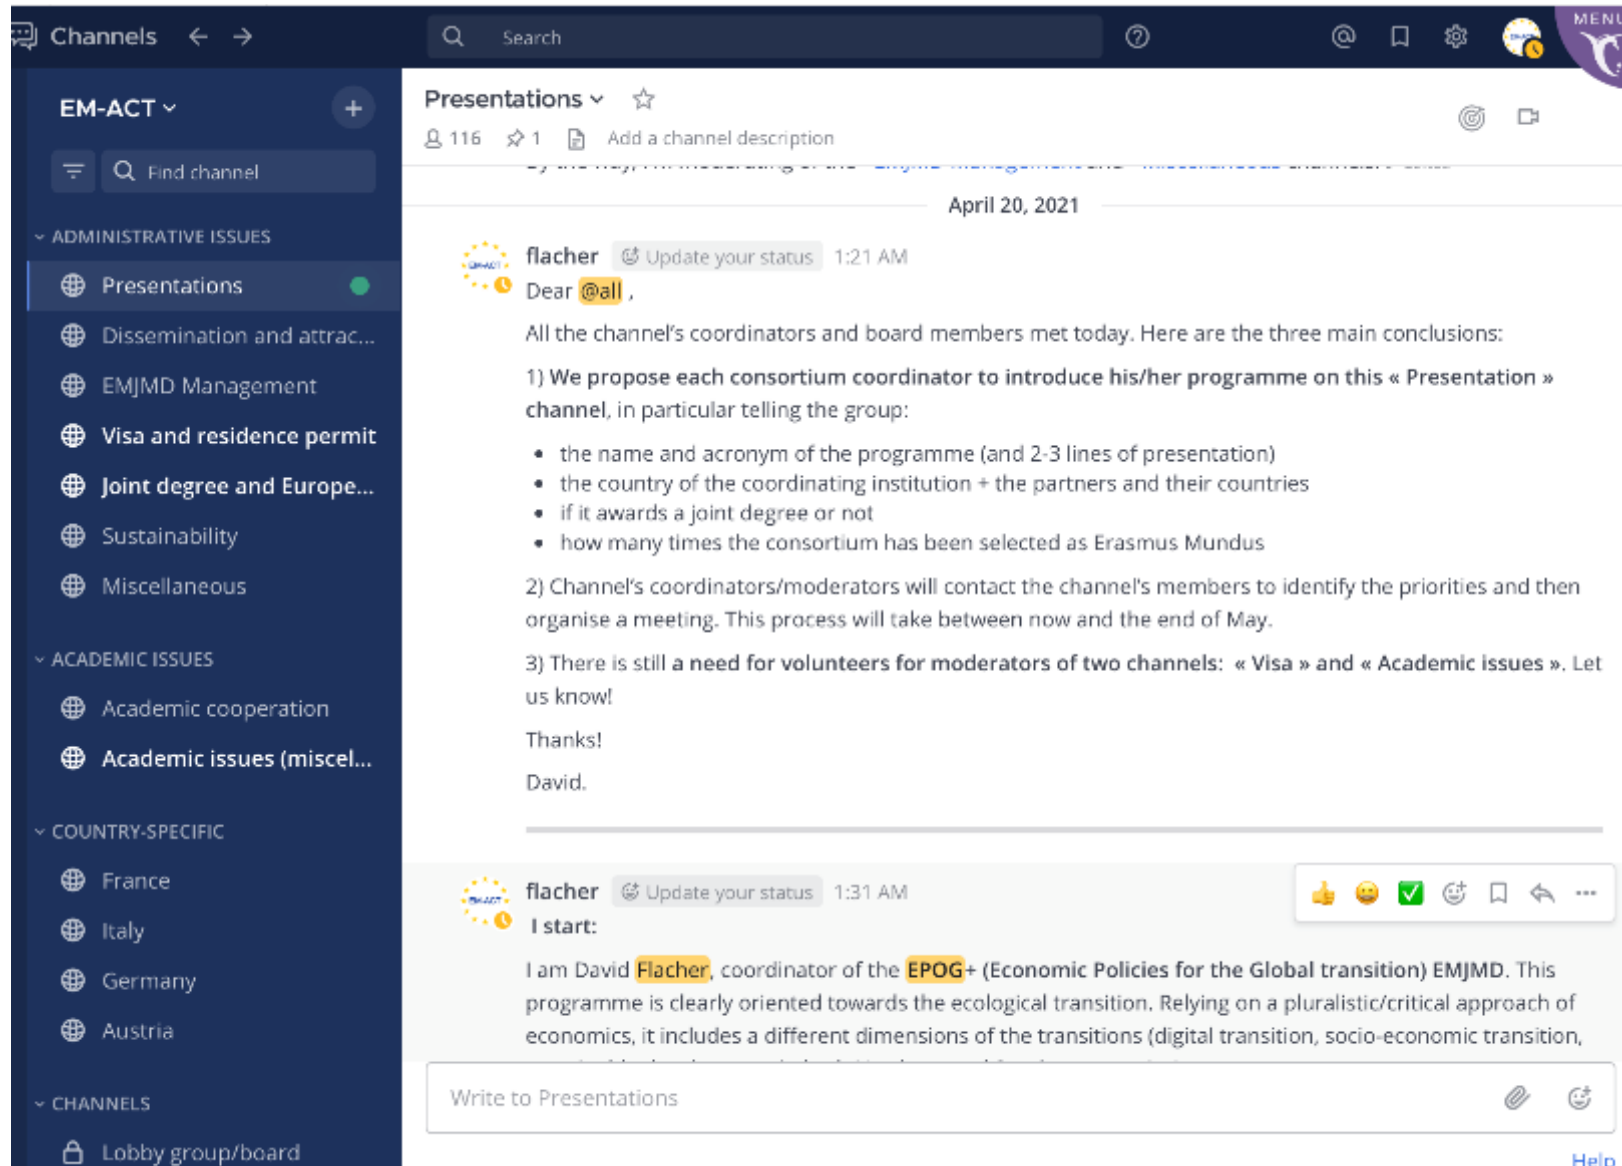 Channels
Search
MENU
EM-ACT
Find channel
ADMINISTRATIVE ISSUES
Presentations
Dissemination and attrac...
EMJMD Management
Visa and residence permit
Joint degree and Europe...
Sustainability
Miscellaneous
ACADEMIC ISSUES
Academic cooperation
Academic issues (miscel...
COUNTRY-SPECIFIC
France
Italy
Germany
Austria
CHANNELS
Lobby group/board
Presentations
116 1 Add a channel description
April 20, 2021
flacher Update your status 1:21 AM
Dear @all ,
All the channel's coordinators and board members met today. Here are the three main conclusions:
1) We propose each consortium coordinator to introduce his/her programme on this « Presentation »
channel, in particular telling the group:
• the name and acronym of the programme (and 2-3 lines of presentation)
• the country of the coordinating institution + the partners and their countries
• if it awards a joint degree or not
• how many times the consortium has been selected as Erasmus Mundus
2) Channel's coordinators/moderators will contact the channel's members to identify the priorities and then
organise a meeting. This process will take between now and the end of May.
3) There is still a need for volunteers for moderators of two channels: « Visa » and « Academic issues ». Let
us know!
Thanks!
David.
flacher Update your status 1:31 AM
I start:
I am David Flacher, coordinator of the EPOG+ (Economic Policies for the Global transition) EMJMD. This
programme is clearly oriented towards the ecological transition. Relying on a pluralistic/critical approach of
economics, it includes a different dimensions of the transitions (digital transition, socio-economic transition,
Write to Presentations
Help